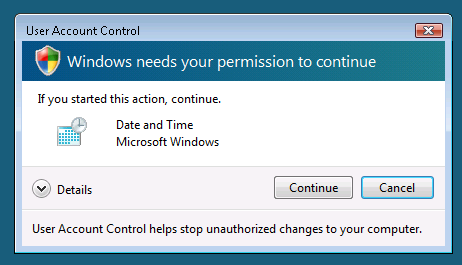 User Account Control
Windows needs your permission to continue
If you started this action, continue.
Date and Time
Microsoft Windows
Details
Continue
Cancel
User Account Control helps stop unauthorized changes to your computer.